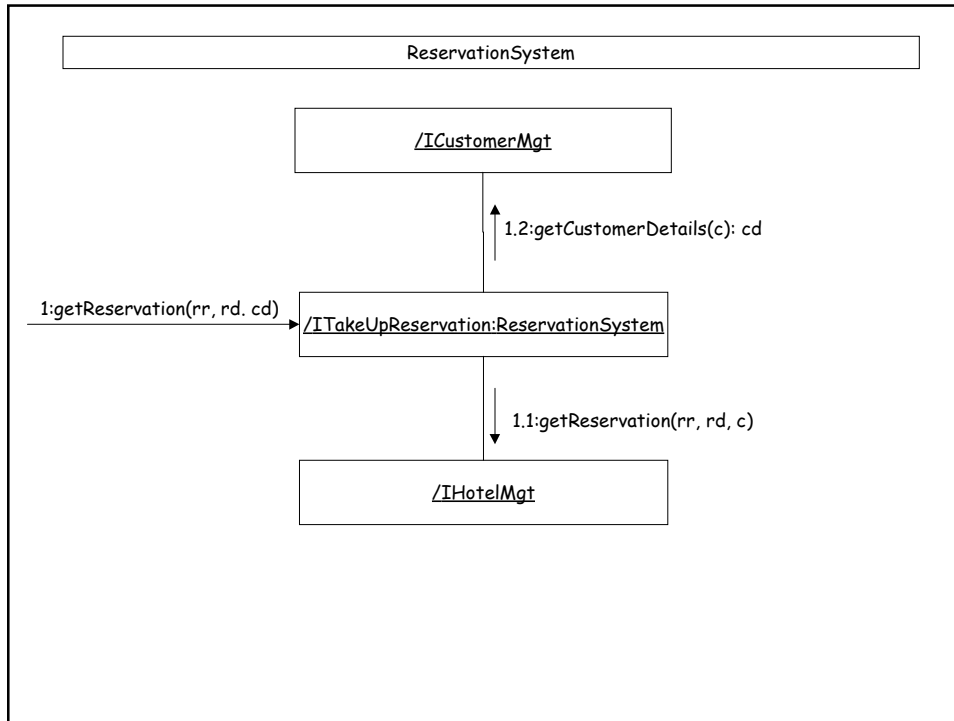 ReservationSystem
/ICustomerMgt
1.2:getCustomerDetails(c): cd
1:getReservation(rr, rd. cd)
/ITakeUpReservation:ReservationSystem
1.1:getReservation(rr, rd, c)
/IHotelMgt